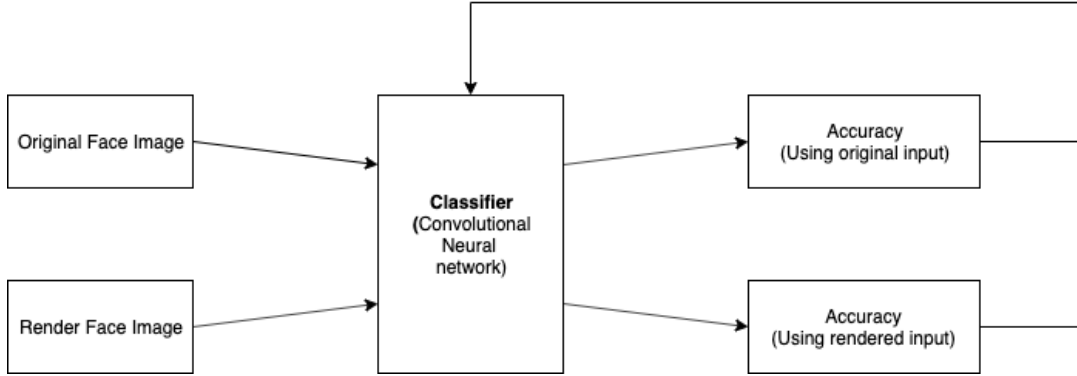 Original Face Image
Render Face Image
Classifier
(Convolutional
Neural
network)
Accuracy
(Using original input)
Accuracy
(Using rendered input)